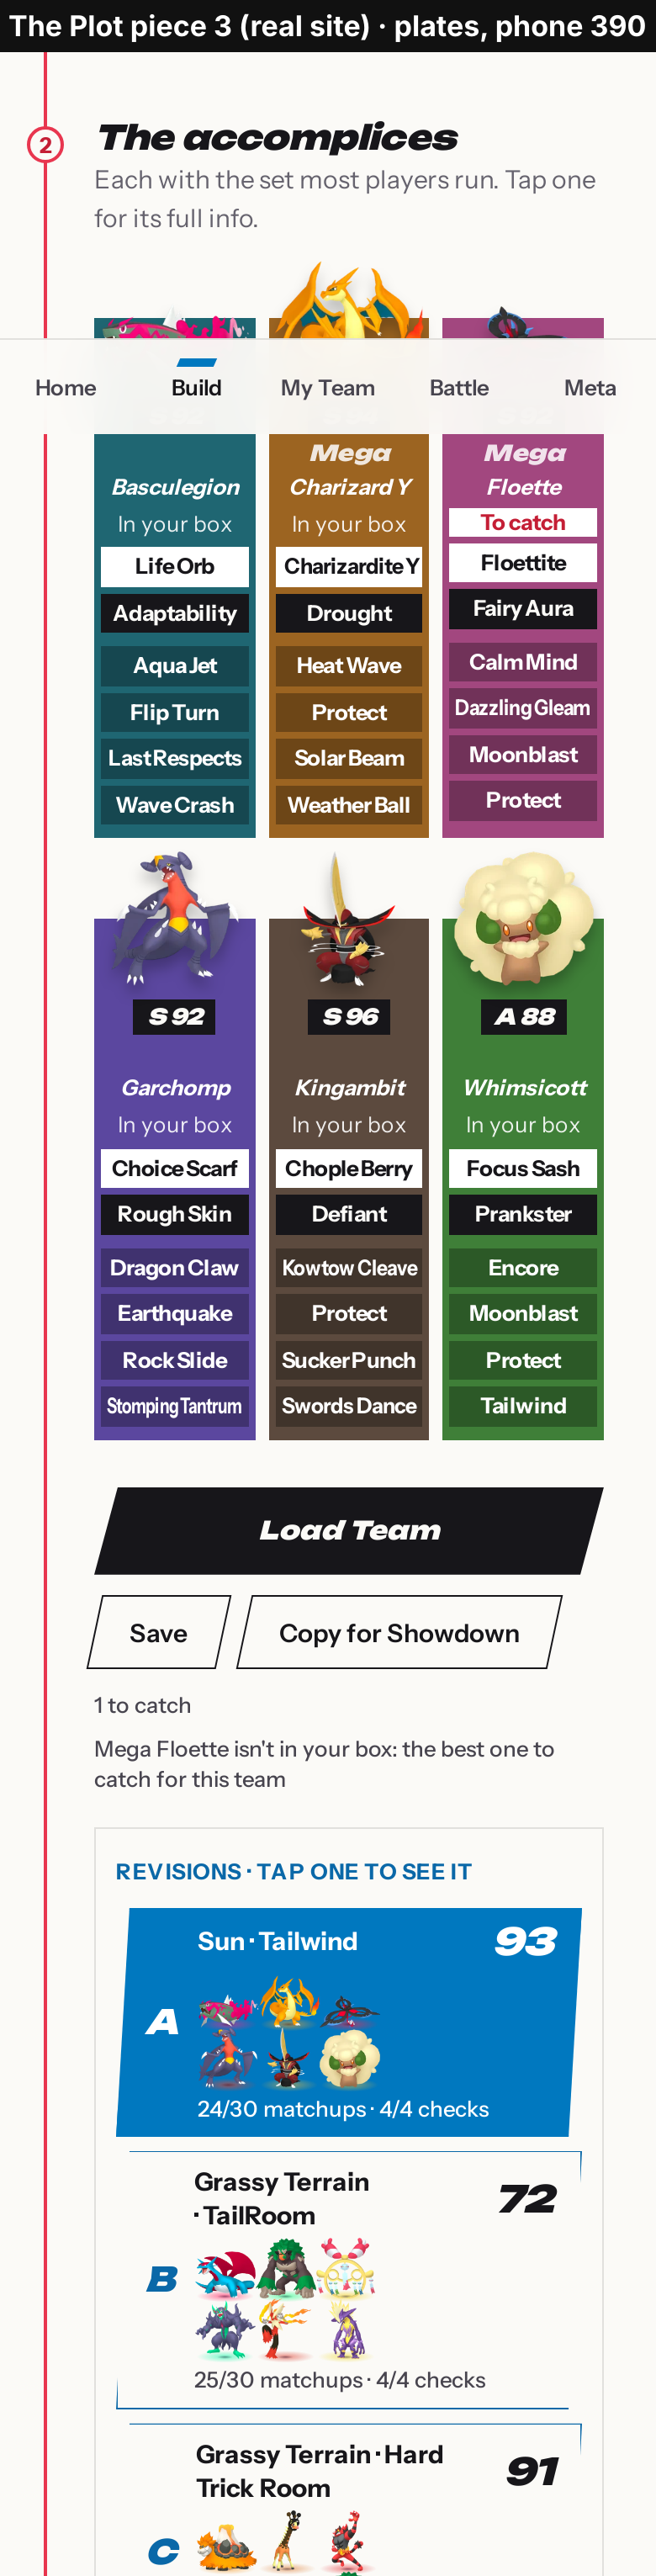 The Plot piece 3 (real site) · plates, phone 390
2
The accomplices
Each with the set most players run. Tap one
for its full info.
Home
Build
My Team
Battle
Meta
Basculegion
In your box
Life Orb
Adaptability
Aqua Jet
Flip Turn
Last Respects
Wave Crash
Mega
Charizard Y
In your box
Charizardite Y
Drought
Heat Wave
Protect
Solar Beam
Weather Ball
Mega
Floette
To catch
Floettite
Fairy Aura
Calm Mind
Dazzling Gleam
Moonblast
Protect
S 92
Garchomp
In your box
Choice Scarf
Rough Skin
Dragon Claw
Earthquake
Rock Slide
Stomping Tantrum
S 96
Kingambit
In your box
Chople Berry
Defiant
Kowtow Cleave
Protect
Sucker Punch
Swords Dance
A 88
Whimsicott
In your box
Focus Sash
Prankster
Encore
Moonblast
Protect
Tailwind
Load Team
Save
Copy for Showdown
1 to catch
Mega Floette isn't in your box: the best one to
catch for this team
REVISIONS · TAP ONE TO SEE IT
A
Sun · Tailwind
93
24/30 matchups · 4/4 checks
B
Grassy Terrain
· TailRoom
72
25/30 matchups · 4/4 checks
C
Grassy Terrain · Hard
Trick Room
91